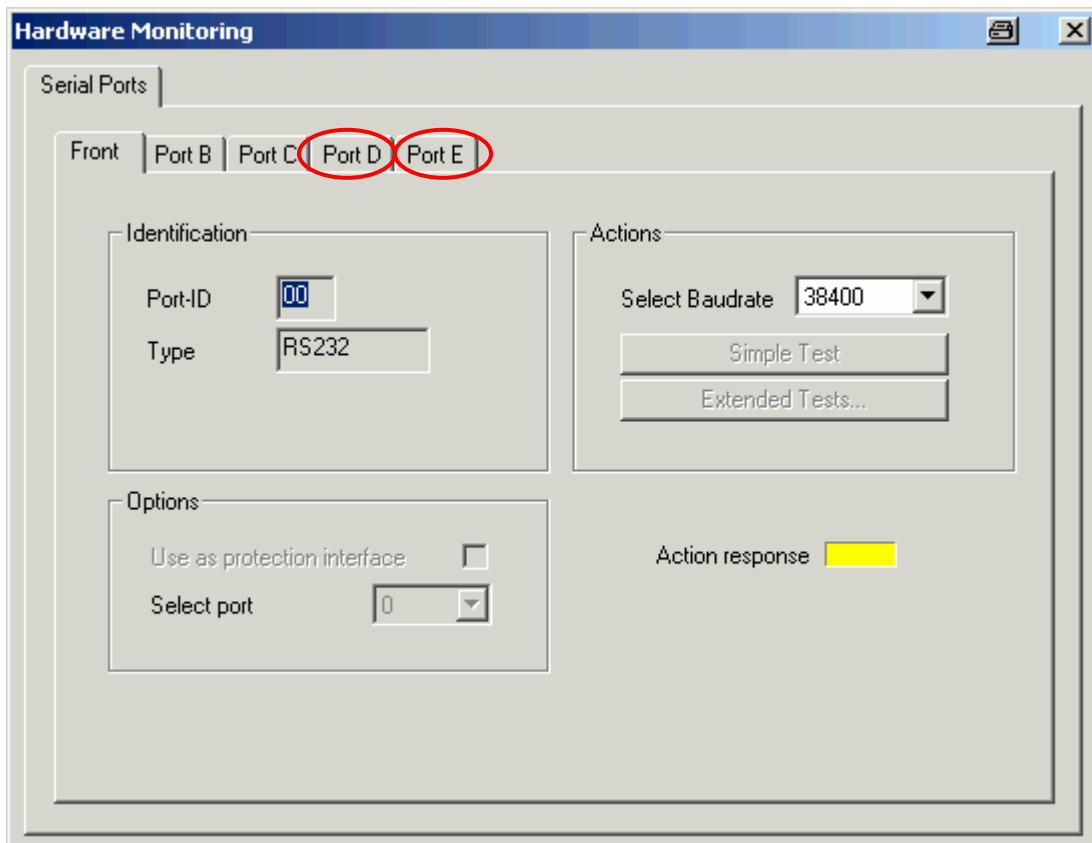 Hardware Monitoring
Serial Ports
Front Port B Port C Port D Port E
Identification
Port-ID 00
Type RS232
Actions
Select Baudrate 38400
Simple Test
Extended Tests...
Options
Use as protection interface
Select port 0
Action response